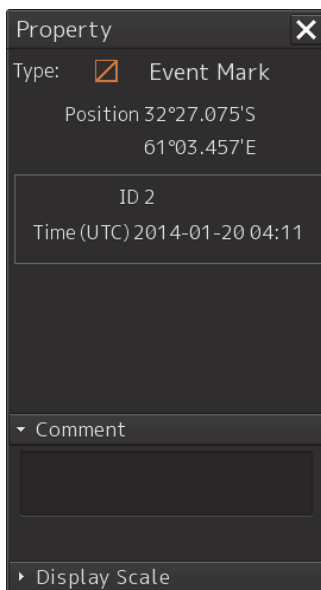 Property
Type: Event Mark
Position 32°27.075'S
61°03.457'E
ID 2
Time (UTC) 2014-01-20 04:11
Comment
Display Scale